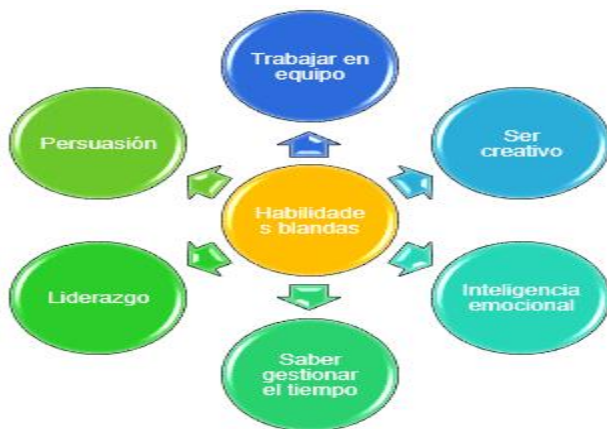 Trabajar en
equipo
Persuasión
Ser
creativo
Habilidade
s blandas
Liderazgo
Inteligencia
emocional
Saber
gestionar
el tiempo